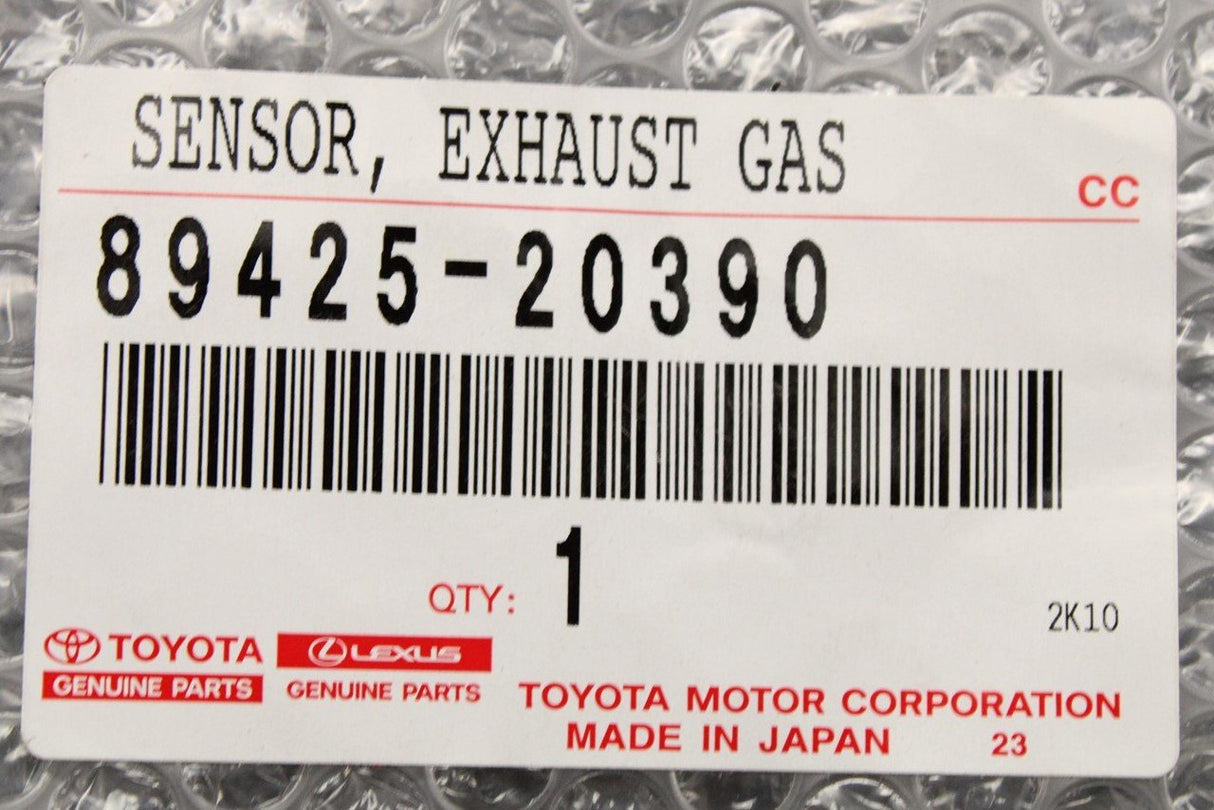 SENSOR, EXHAUST GAS
CC
89425-20390
QTY: 1
2K10
TOYOTA
LEXUS
GENUINE PARTS
GENUINE PARTS
TOYOTA MOTOR CORPORATION
MADE IN JAPAN 23